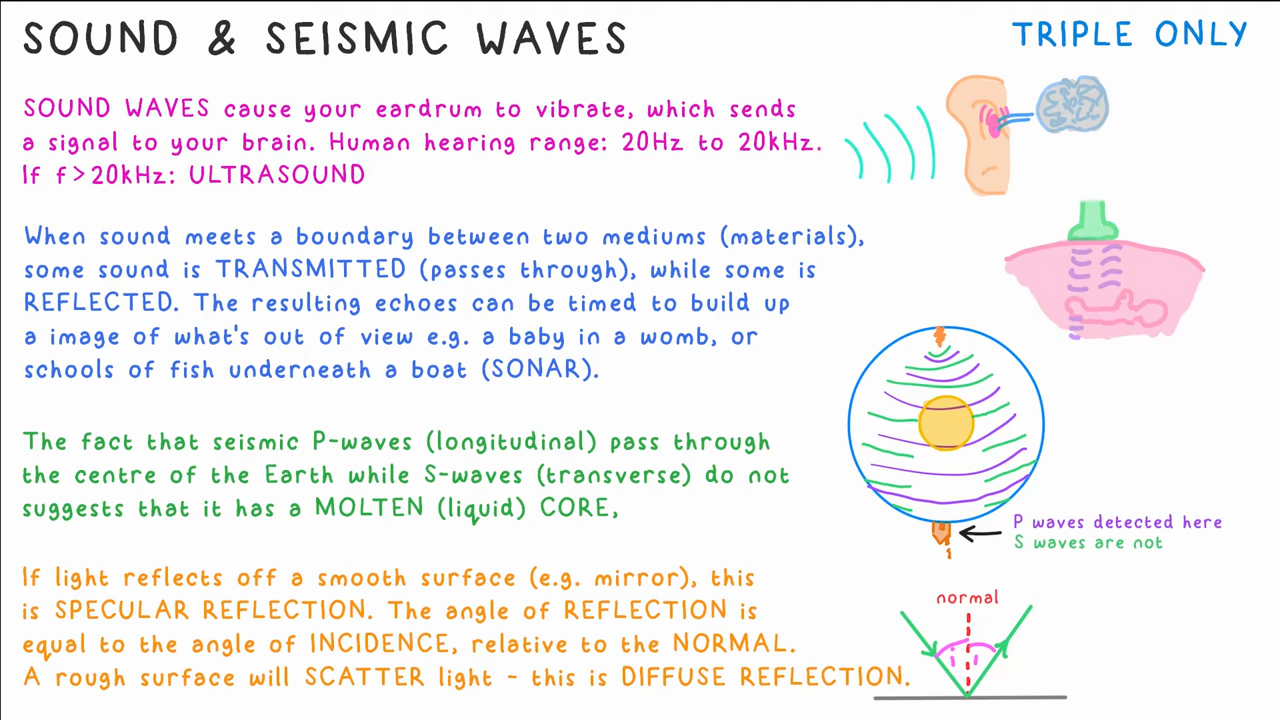 SOUND & SEISMIC WAVES
TRIPLE ONLY
SOUND WAVES cause your eardrum to vibrate, which sends
a signal to your brain. Human hearing range: 20Hz to 20kHz.
If f>20kHz: ULTRASOUND
When sound meets a boundary between two mediums (materials),
some sound is TRANSMITTED (passes through), while some is
REFLECTED. The resulting echoes can be timed to build up
a image of what's out of view e.g. a baby in a womb, or
schools of fish underneath a boat (SONAR).
The fact that seismic P-waves (longitudinal) pass through
the centre of the Earth while S-waves (transverse) do not
suggests that it has a MOLTEN (liquid) CORE,
P waves detected here
S waves are not
If light reflects off a smooth surface (e.g. mirror), this
is SPECULAR REFLECTION. The angle of REFLECTION is
equal to the angle of INCIDENCE, relative to the NORMAL.
A rough surface will SCATTER light - this is DIFFUSE REFLECTION.
normal